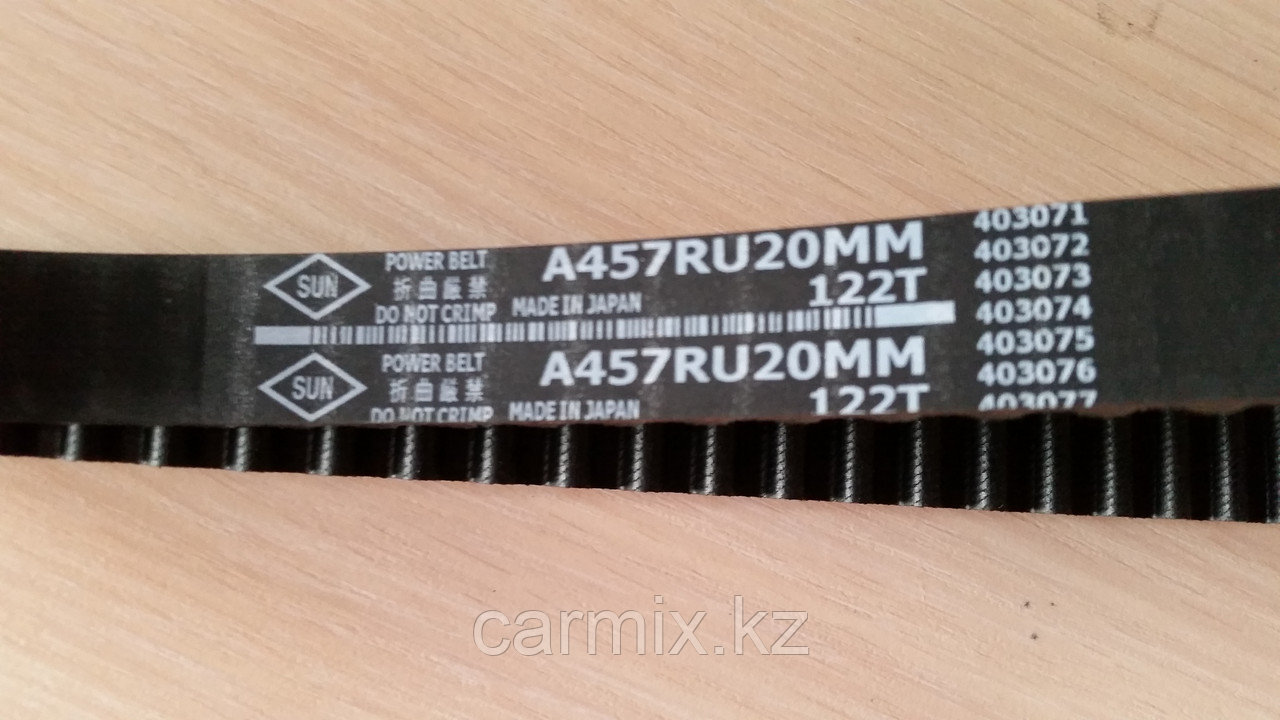 SUN
POWER BELT
折曲厳禁
DO NOT CRIMP
MADE IN JAPAN
A457RU20MM
122T
SUN
POWER BELT
折曲厳禁
DO NOT CRIMP
MADE IN JAPAN
A457RU20MM
122T
403071
403072
403073
403074
403075
403076
403077
carmix.kz